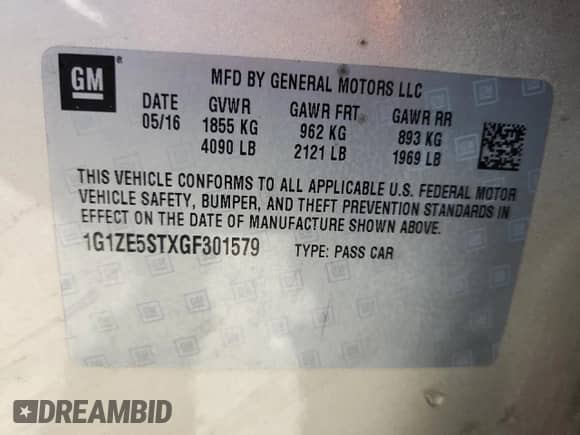 GM ® MFD BY GENERAL MOTORS LLC
DATE GVWR GAWR FRT GAWR RR
05/16 1855 KG 962 KG 893 KG
4090 LB 2121 LB 1969 LB
THIS VEHICLE CONFORMS TO ALL APPLICABLE U.S. FEDERAL MOTOR
VEHICLE SAFETY, BUMPER, AND THEFT PREVENTION STANDARDS IN
EFFECT ON THE DATE OF MANUFACTURE SHOWN ABOVE.
1G1ZE5STXGF301579 TYPE: PASS CAR
DREAMBID